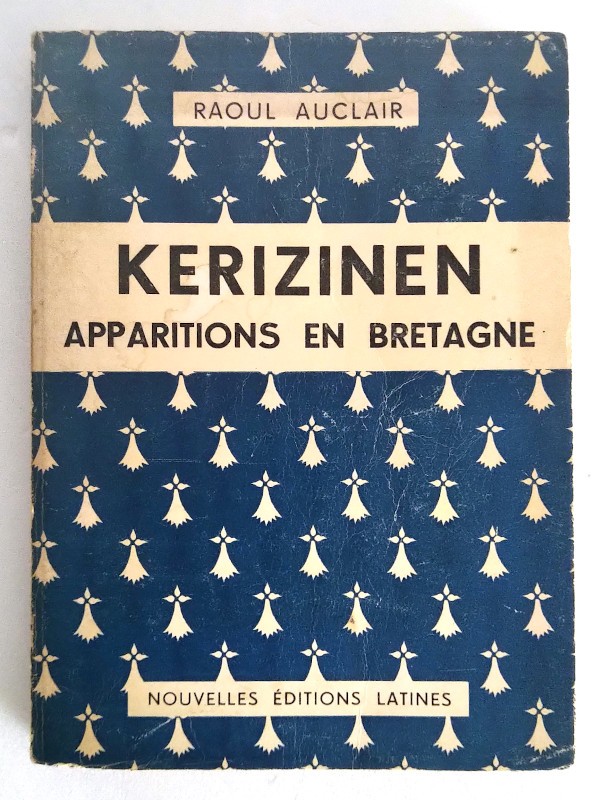 RAOUL AUCLAIR
KERIZINEN
APPARITIONS EN BRETAGNE
NOUVELLES ÉDITIONS LATINES